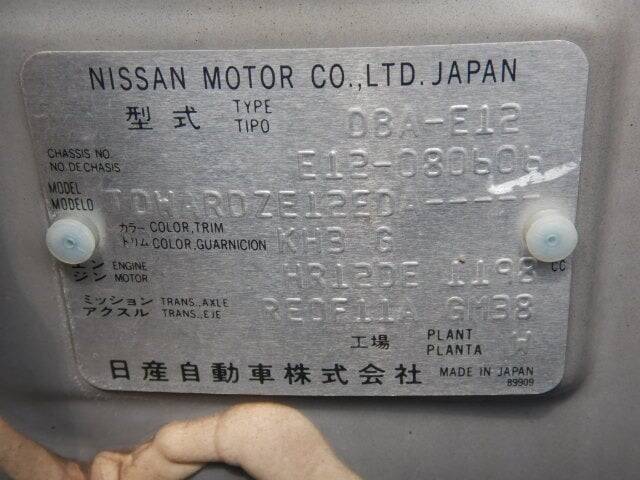 NISSAN MOTOR CO.,LTD. JAPAN
型式 TYPE TIPO DBA-E12
CHASSIS NO. NO. DE CHASIS E12-080606
MODEL MODELO TDWARDZE12EDA-----
カラー COLOR, TRIM トリム COLOR, GUARNICION KH3 G
エンジン ENGINE MOTOR HR12DE 1198 CC
ミッション TRANS., AXLE アクスル TRANS., EJE RE0F11A GM38
工場 PLANT PLANTA W
日産自動車株式会社 MADE IN JAPAN
89909